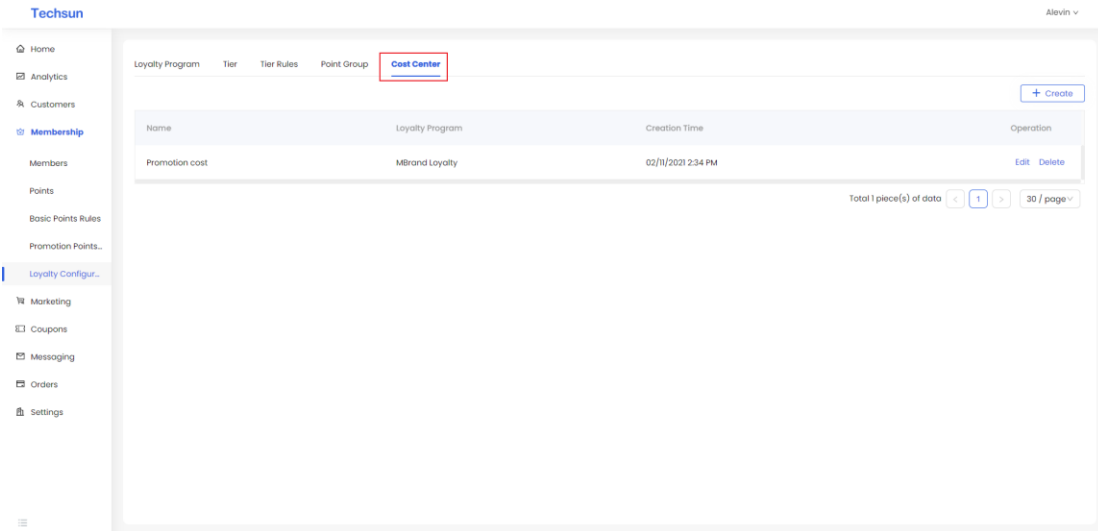 Techsun
Alevin
Home
Analytics
Customers
Membership
Members
Points
Basic Points Rules
Promotion Points...
Loyalty Configur...
Marketing
Coupons
Messaging
Orders
Settings
Loyalty Program Tier Tier Rules Point Group Cost Center
+ Create
Name Loyalty Program Creation Time Operation
Promotion cost MBrand Loyalty 02/11/2021 2:34 PM Edit Delete
Total 1 piece(s) of data < 1 > 30 / page